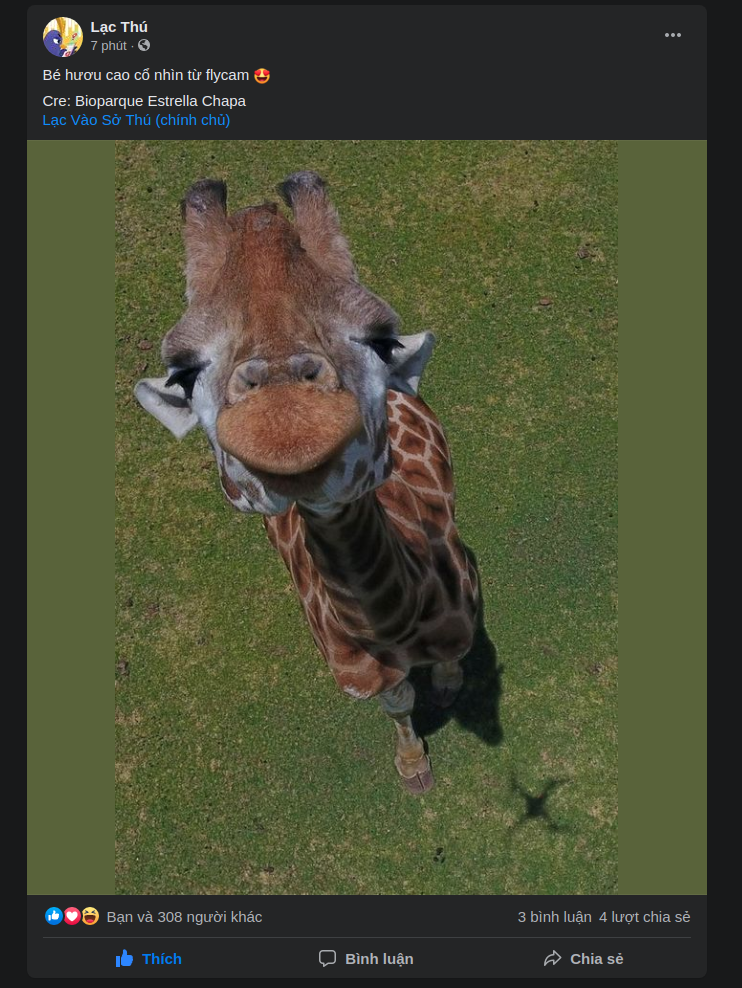 Lạc Thú
7 phút ·
Bé hươu cao cổ nhìn từ flycam 🤩
Cre: Bioparque Estrella Chapa
Lạc Vào Sở Thú (chính chủ)
Bạn và 308 người khác 3 bình luận 4 lượt chia sẻ
Thích Bình luận Chia sẻ